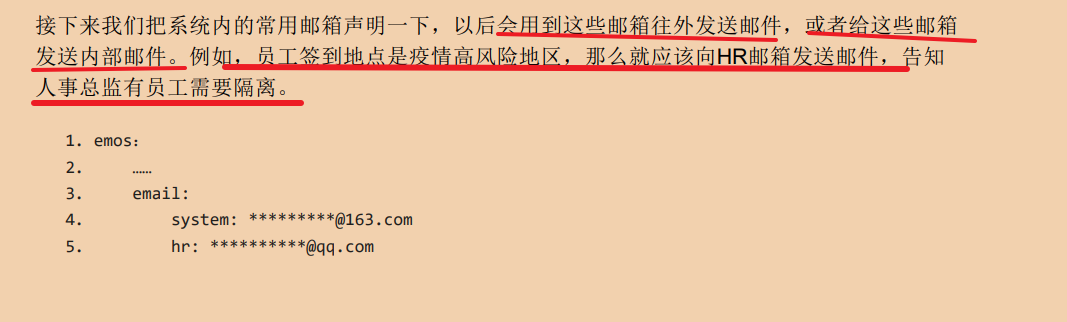 接下来我们把系统内的常用邮箱声明一下，以后会用到这些邮箱往外发送邮件，或者给这些邮箱
发送内部邮件。例如，员工签到地点是疫情高风险地区，那么就应该向HR邮箱发送邮件，告知
人事总监有员工需要隔离。
1. emos：
2. ……
3. email:
4. system: *********@163.com
5. hr: **********@qq.com